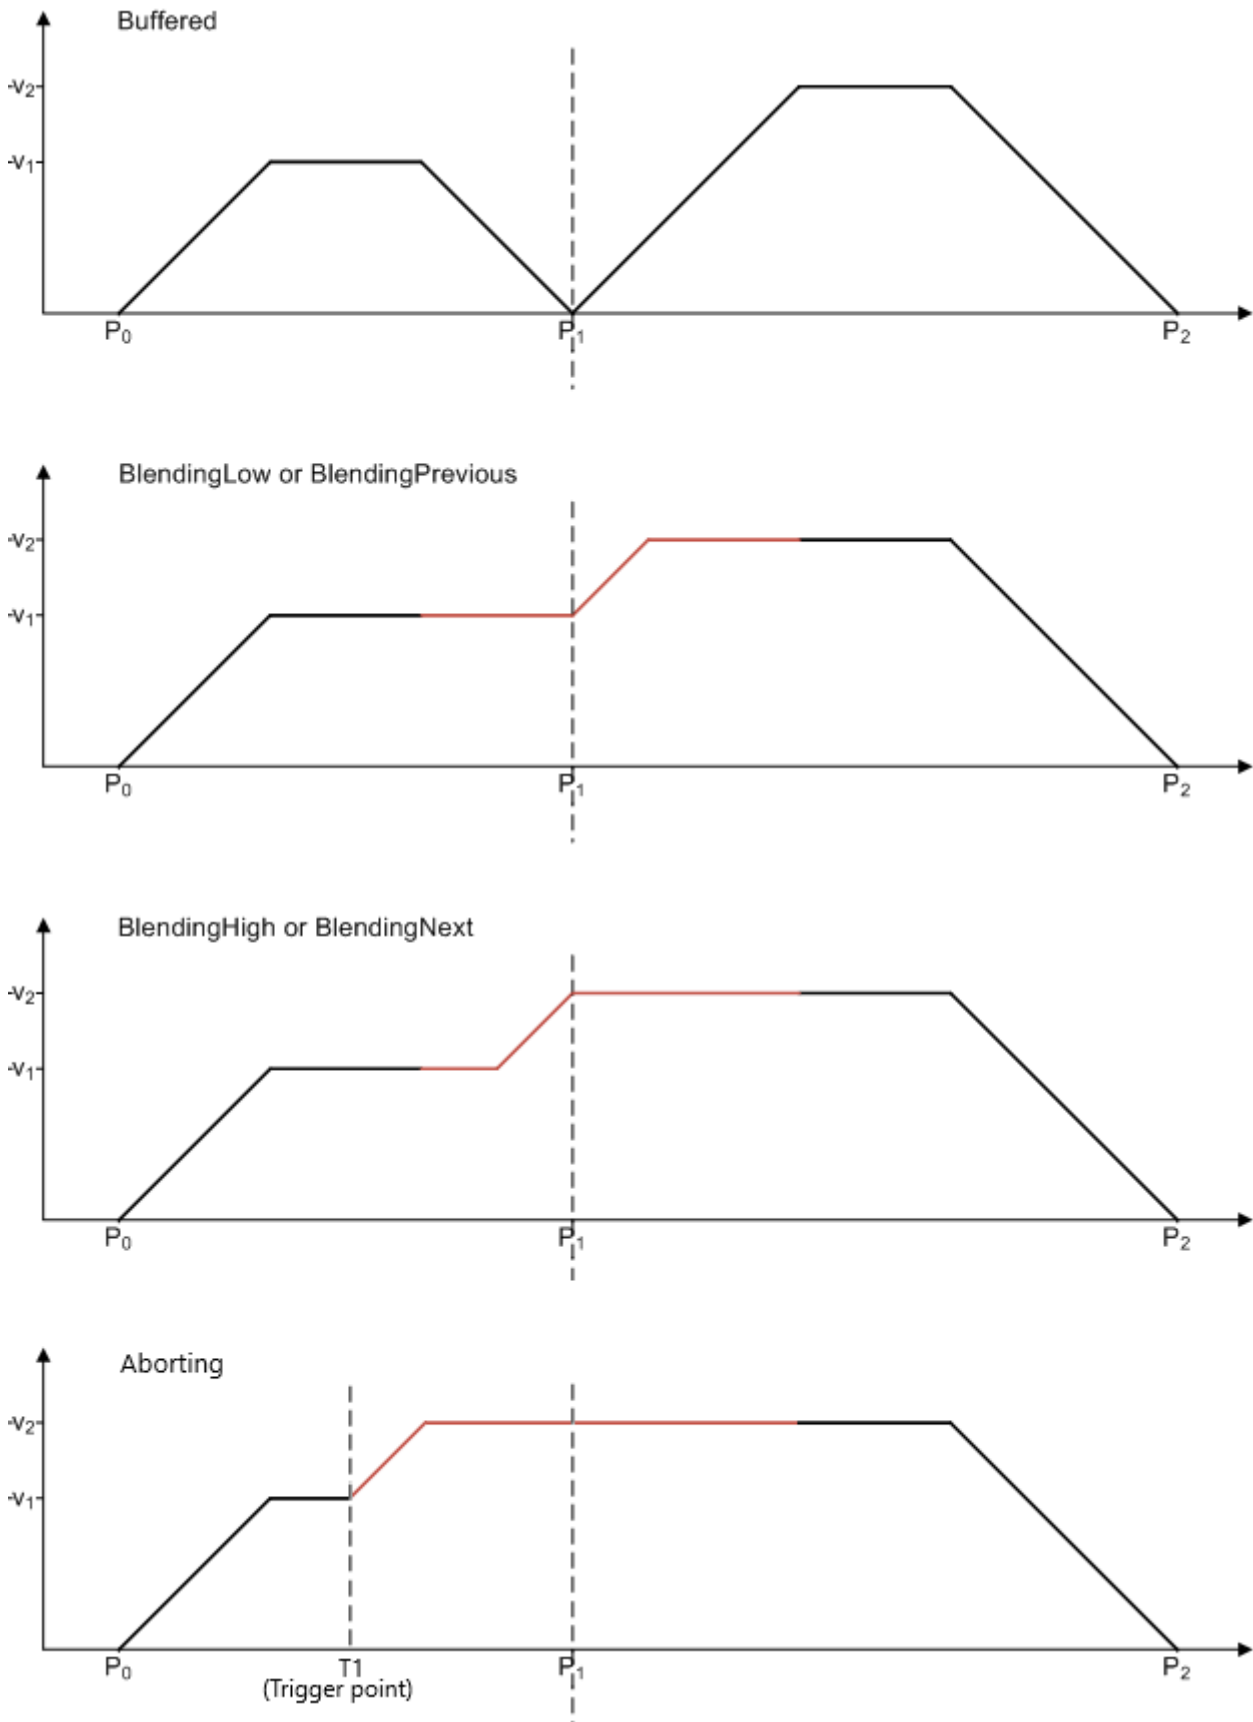 Buffered
-v₂-
-v₁-
P₀ P₁ P₂
BlendingLow or BlendingPrevious
-v₂-
-v₁-
P₀ P₁ P₂
BlendingHigh or BlendingNext
-v₂-
-v₁-
P₀ P₁ P₂
Aborting
-v₂-
-v₁-
P₀ T1 P₁ P₂
(Trigger point)